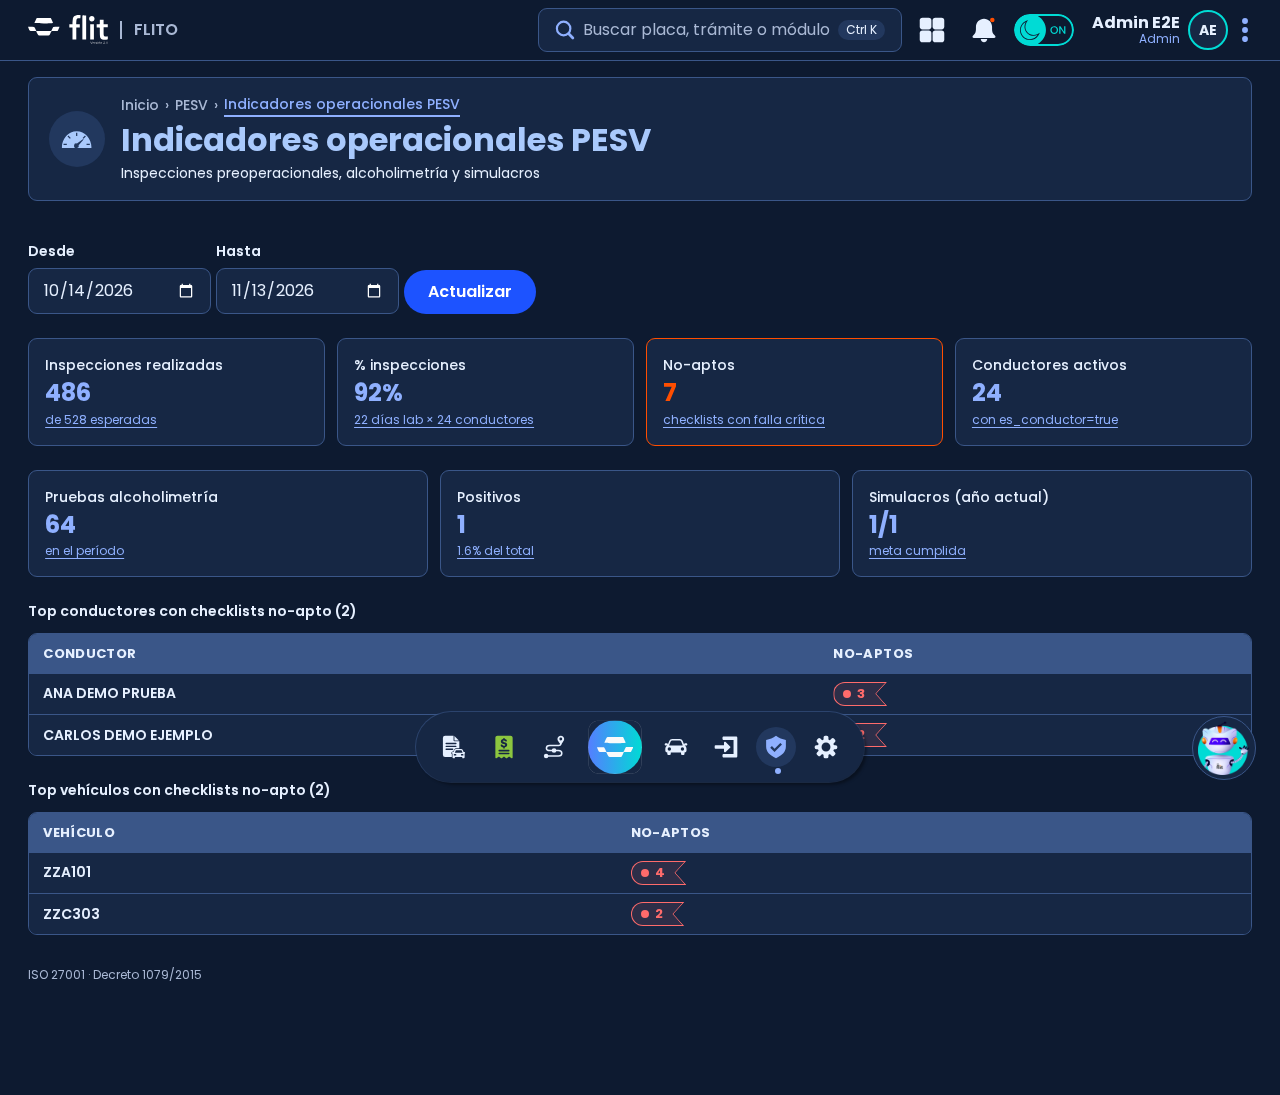 flit
FLITO
Buscar placa, trámite o módulo
Ctrl K
ON
Admin E2E
Admin
AE
Inicio › PESV › Indicadores operacionales PESV
Indicadores operacionales PESV
Inspecciones preoperacionales, alcoholimetría y simulacros
Desde
Hasta
10/14/2026
11/13/2026
Actualizar
Inspecciones realizadas
486
de 528 esperadas
% inspecciones
92%
22 días lab × 24 conductores
No-aptos
7
checklists con falla crítica
Conductores activos
24
con es_conductor=true
Pruebas alcoholimetría
64
en el período
Positivos
1
1.6% del total
Simulacros (año actual)
1/1
meta cumplida
Top conductores con checklists no-apto (2)
CONDUCTOR
NO-APTOS
ANA DEMO PRUEBA
3
CARLOS DEMO EJEMPLO
Top vehículos con checklists no-apto (2)
VEHÍCULO
NO-APTOS
ZZA101
4
ZZC303
2
ISO 27001 · Decreto 1079/2015